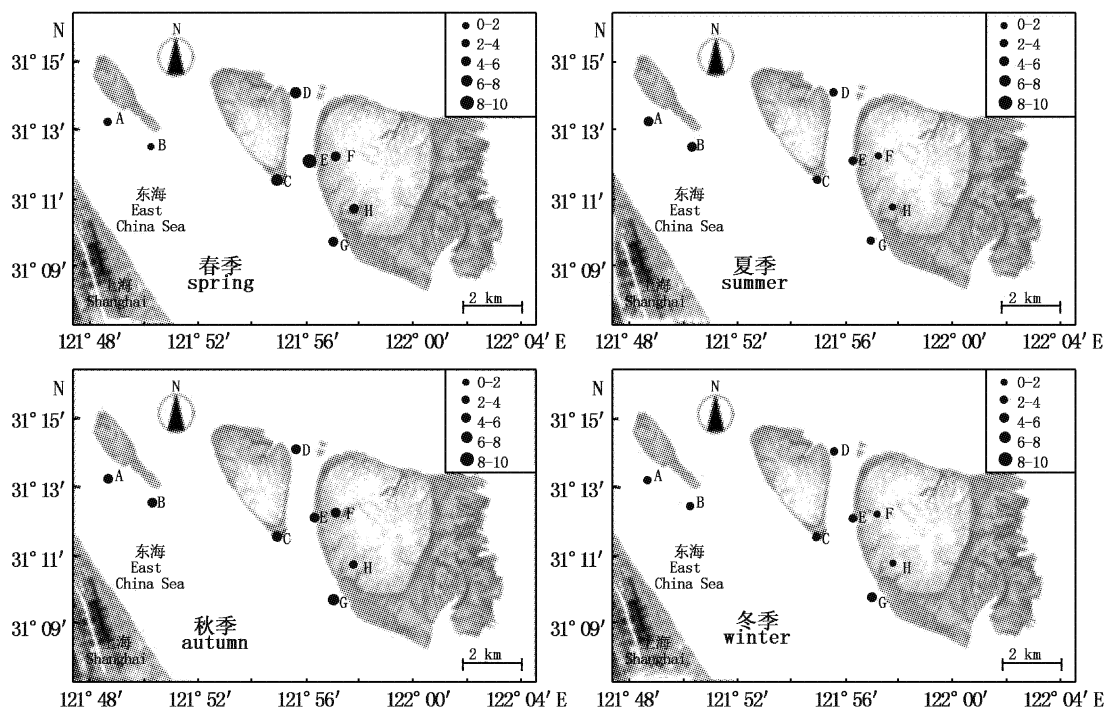 N
N
0-2
2-4
4-6
6-8
8-10
31° 15′
31° 13′
31° 11′
31° 09′
A
B
C
D
E
F
G
H
东海
East
China Sea
上海
Shanghai
春季
spring
2 km
121° 48′
121° 52′
121° 56′
122° 00′
122° 04′ E
N
N
0-2
2-4
4-6
6-8
8-10
31° 15′
31° 13′
31° 11′
31° 09′
A
B
C
D
E
F
G
H
东海
East
China Sea
上海
Shanghai
夏季
summer
2 km
121° 48′
121° 52′
121° 56′
122° 00′
122° 04′ E
N
N
0-2
2-4
4-6
6-8
8-10
31° 15′
31° 13′
31° 11′
31° 09′
A
B
C
D
E
F
G
H
东海
East
China Sea
上海
Shanghai
秋季
autumn
2 km
121° 48′
121° 52′
121° 56′
122° 00′
122° 04′ E
N
N
0-2
2-4
4-6
6-8
8-10
31° 15′
31° 13′
31° 11′
31° 09′
A
B
C
D
E
F
G
H
东海
East
China Sea
上海
Shanghai
冬季
winter
2 km
121° 48′
121° 52′
121° 56′
122° 00′
122° 04′ E